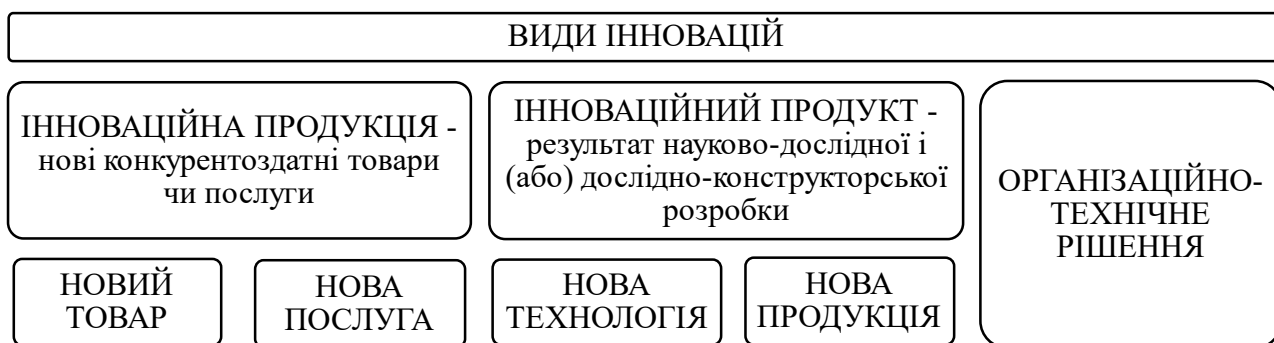 ВИДИ ІННОВАЦІЙ
ІННОВАЦІЙНА ПРОДУКЦІЯ -
нові конкурентоздатні товари
чи послуги
ІННОВАЦІЙНИЙ ПРОДУКТ -
результат науково-дослідної і
(або) дослідно-конструкторської
розробки
ОРГАНІЗАЦІЙНО-
ТЕХНІЧНЕ
РІШЕННЯ
НОВИЙ
ТОВАР
НОВА
ПОСЛУГА
НОВА
ТЕХНОЛОГІЯ
НОВА
ПРОДУКЦІЯ